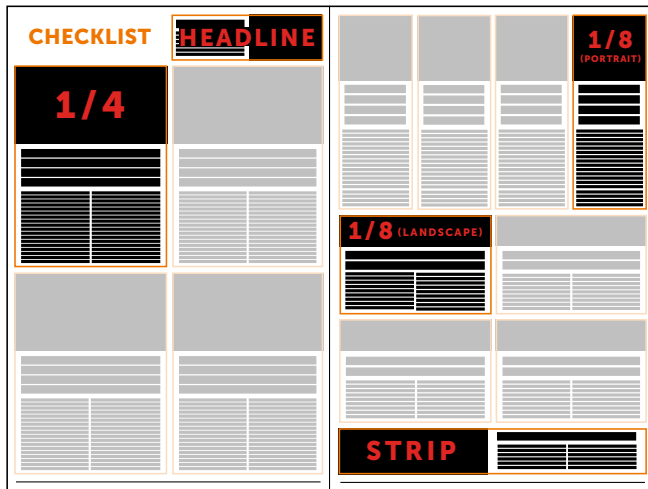 CHECKLIST
HEADLINE
1/4
1/8
(PORTRAIT)
1/8 (LANDSCAPE)
STRIP